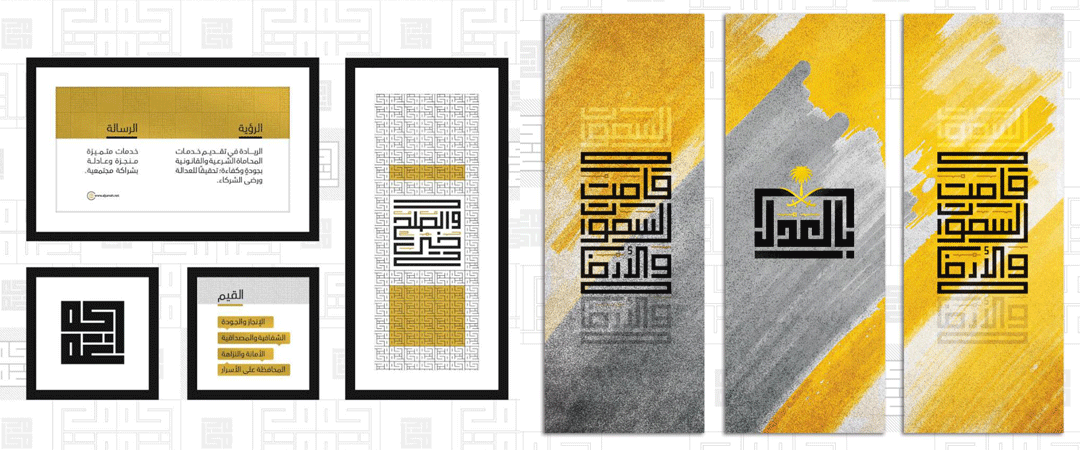 الرؤية
الريادة في تقديم خدمات
المحاماة الشرعية والقانونية
بجودةٍ وكفاءة؛ تحقيقًا للعدالة
ورضى الشركاء.
الرسالة
خدمات متميزة
منجزة وعادلة
بشراكة مجتمعية.
القيم
الإنجاز والجودة
الشفافية والمصداقية
الأمانة والنزاهة
المحافظة على الأسرار
والصلح
خير
قامت
السموات
والأرض
بالعدل
قامت
السموات
والأرض